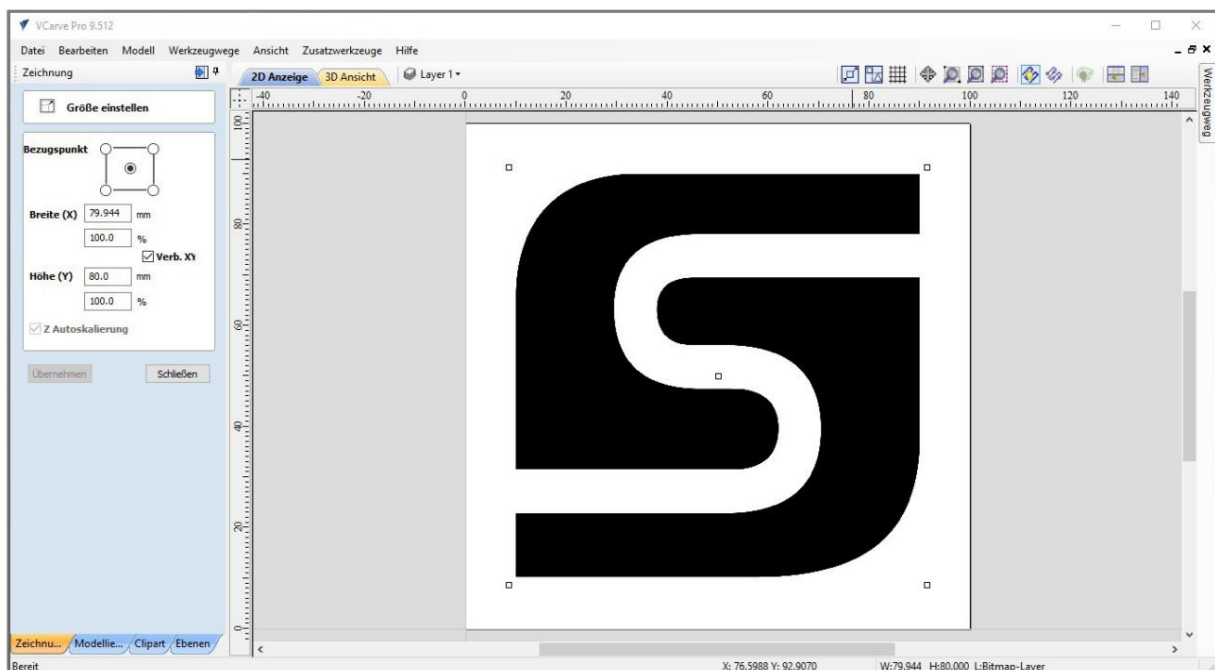 VCarve Pro 9.512
Datei Bearbeiten Modell Werkzeugwege Ansicht Zusatzwerkzeuge Hilfe
Zeichnung
2D Anzeige 3D Ansicht Layer 1
Größe einstellen
-40 -20 0 20 40 60 80 100 120 140
Bezugspunkt
Breite (X) 79.944 mm
100.0 %
Verb. XY
Höhe (Y) 80.0 mm
100.0 %
Z Autoskalierung
Übernehmen Schließen
100
80
60
40
20
0
Werkzeugweg
Zeichnu... Modellie... Clipart Ebenen
Bereit X: 76.5988 Y: 92.9070 W:79.944 H:80.000 L:Bitmap-Layer